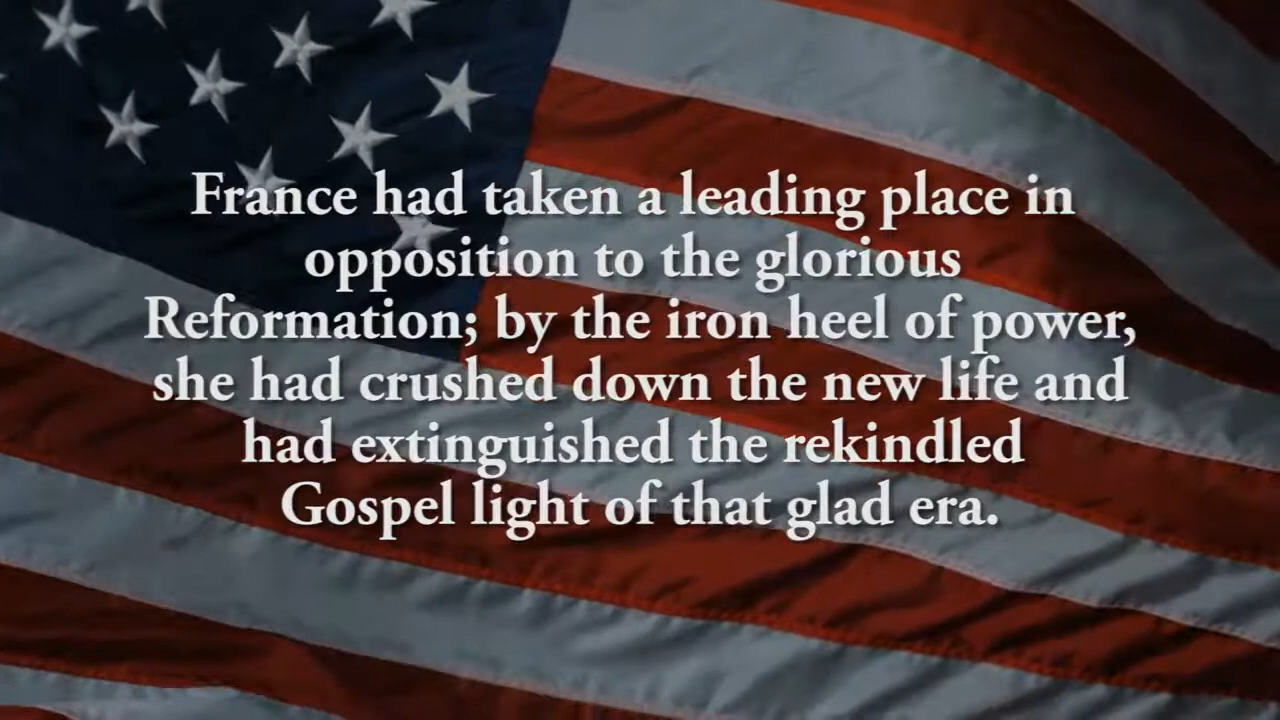 France had taken a leading place in
opposition to the glorious
Reformation; by the iron heel of power,
she had crushed down the new life and
had extinguished the rekindled
Gospel light of that glad era.